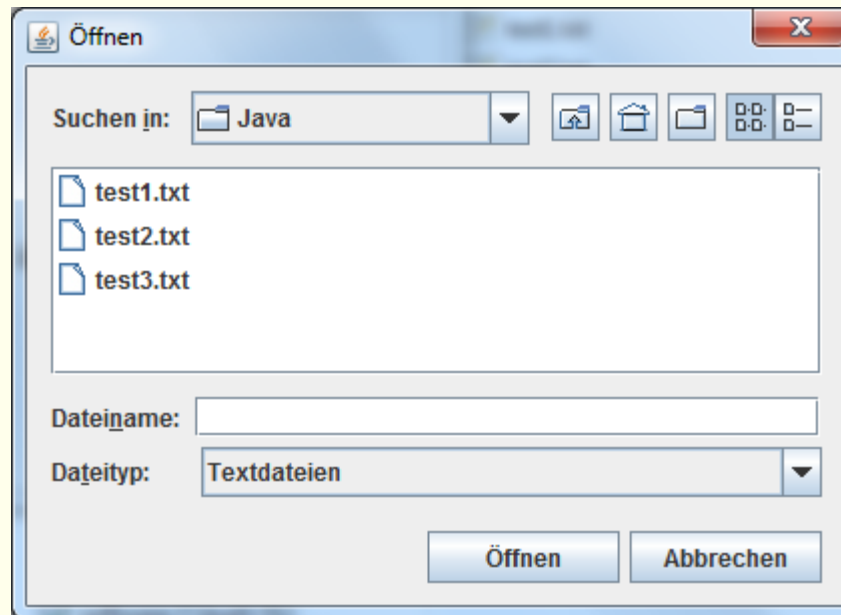 Öffnen
Suchen in: Java
test1.txt
test2.txt
test3.txt
Dateiname:
Dateityp: Textdateien
Öffnen Abbrechen